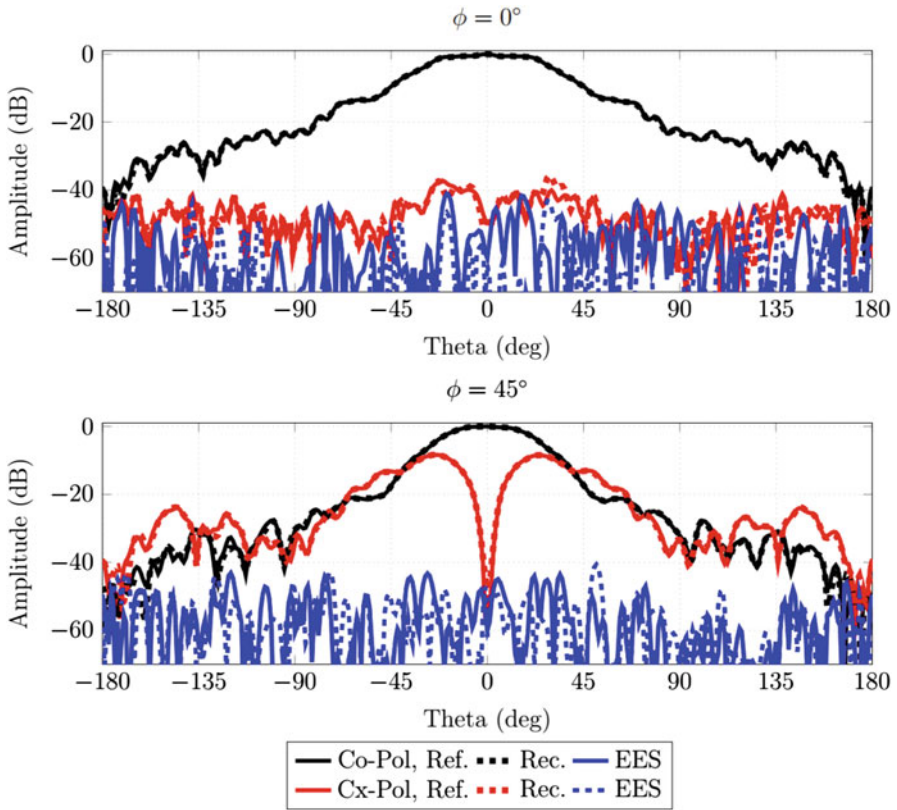 ϕ = 0°
0
−20
−40
−60
Amplitude (dB)
−180 −135 −90 −45 0 45 90 135 180
Theta (deg)
ϕ = 45°
0
−20
−40
−60
Amplitude (dB)
−180 −135 −90 −45 0 45 90 135 180
Theta (deg)
Co-Pol, Ref. Rec. EES
Cx-Pol, Ref. Rec. EES